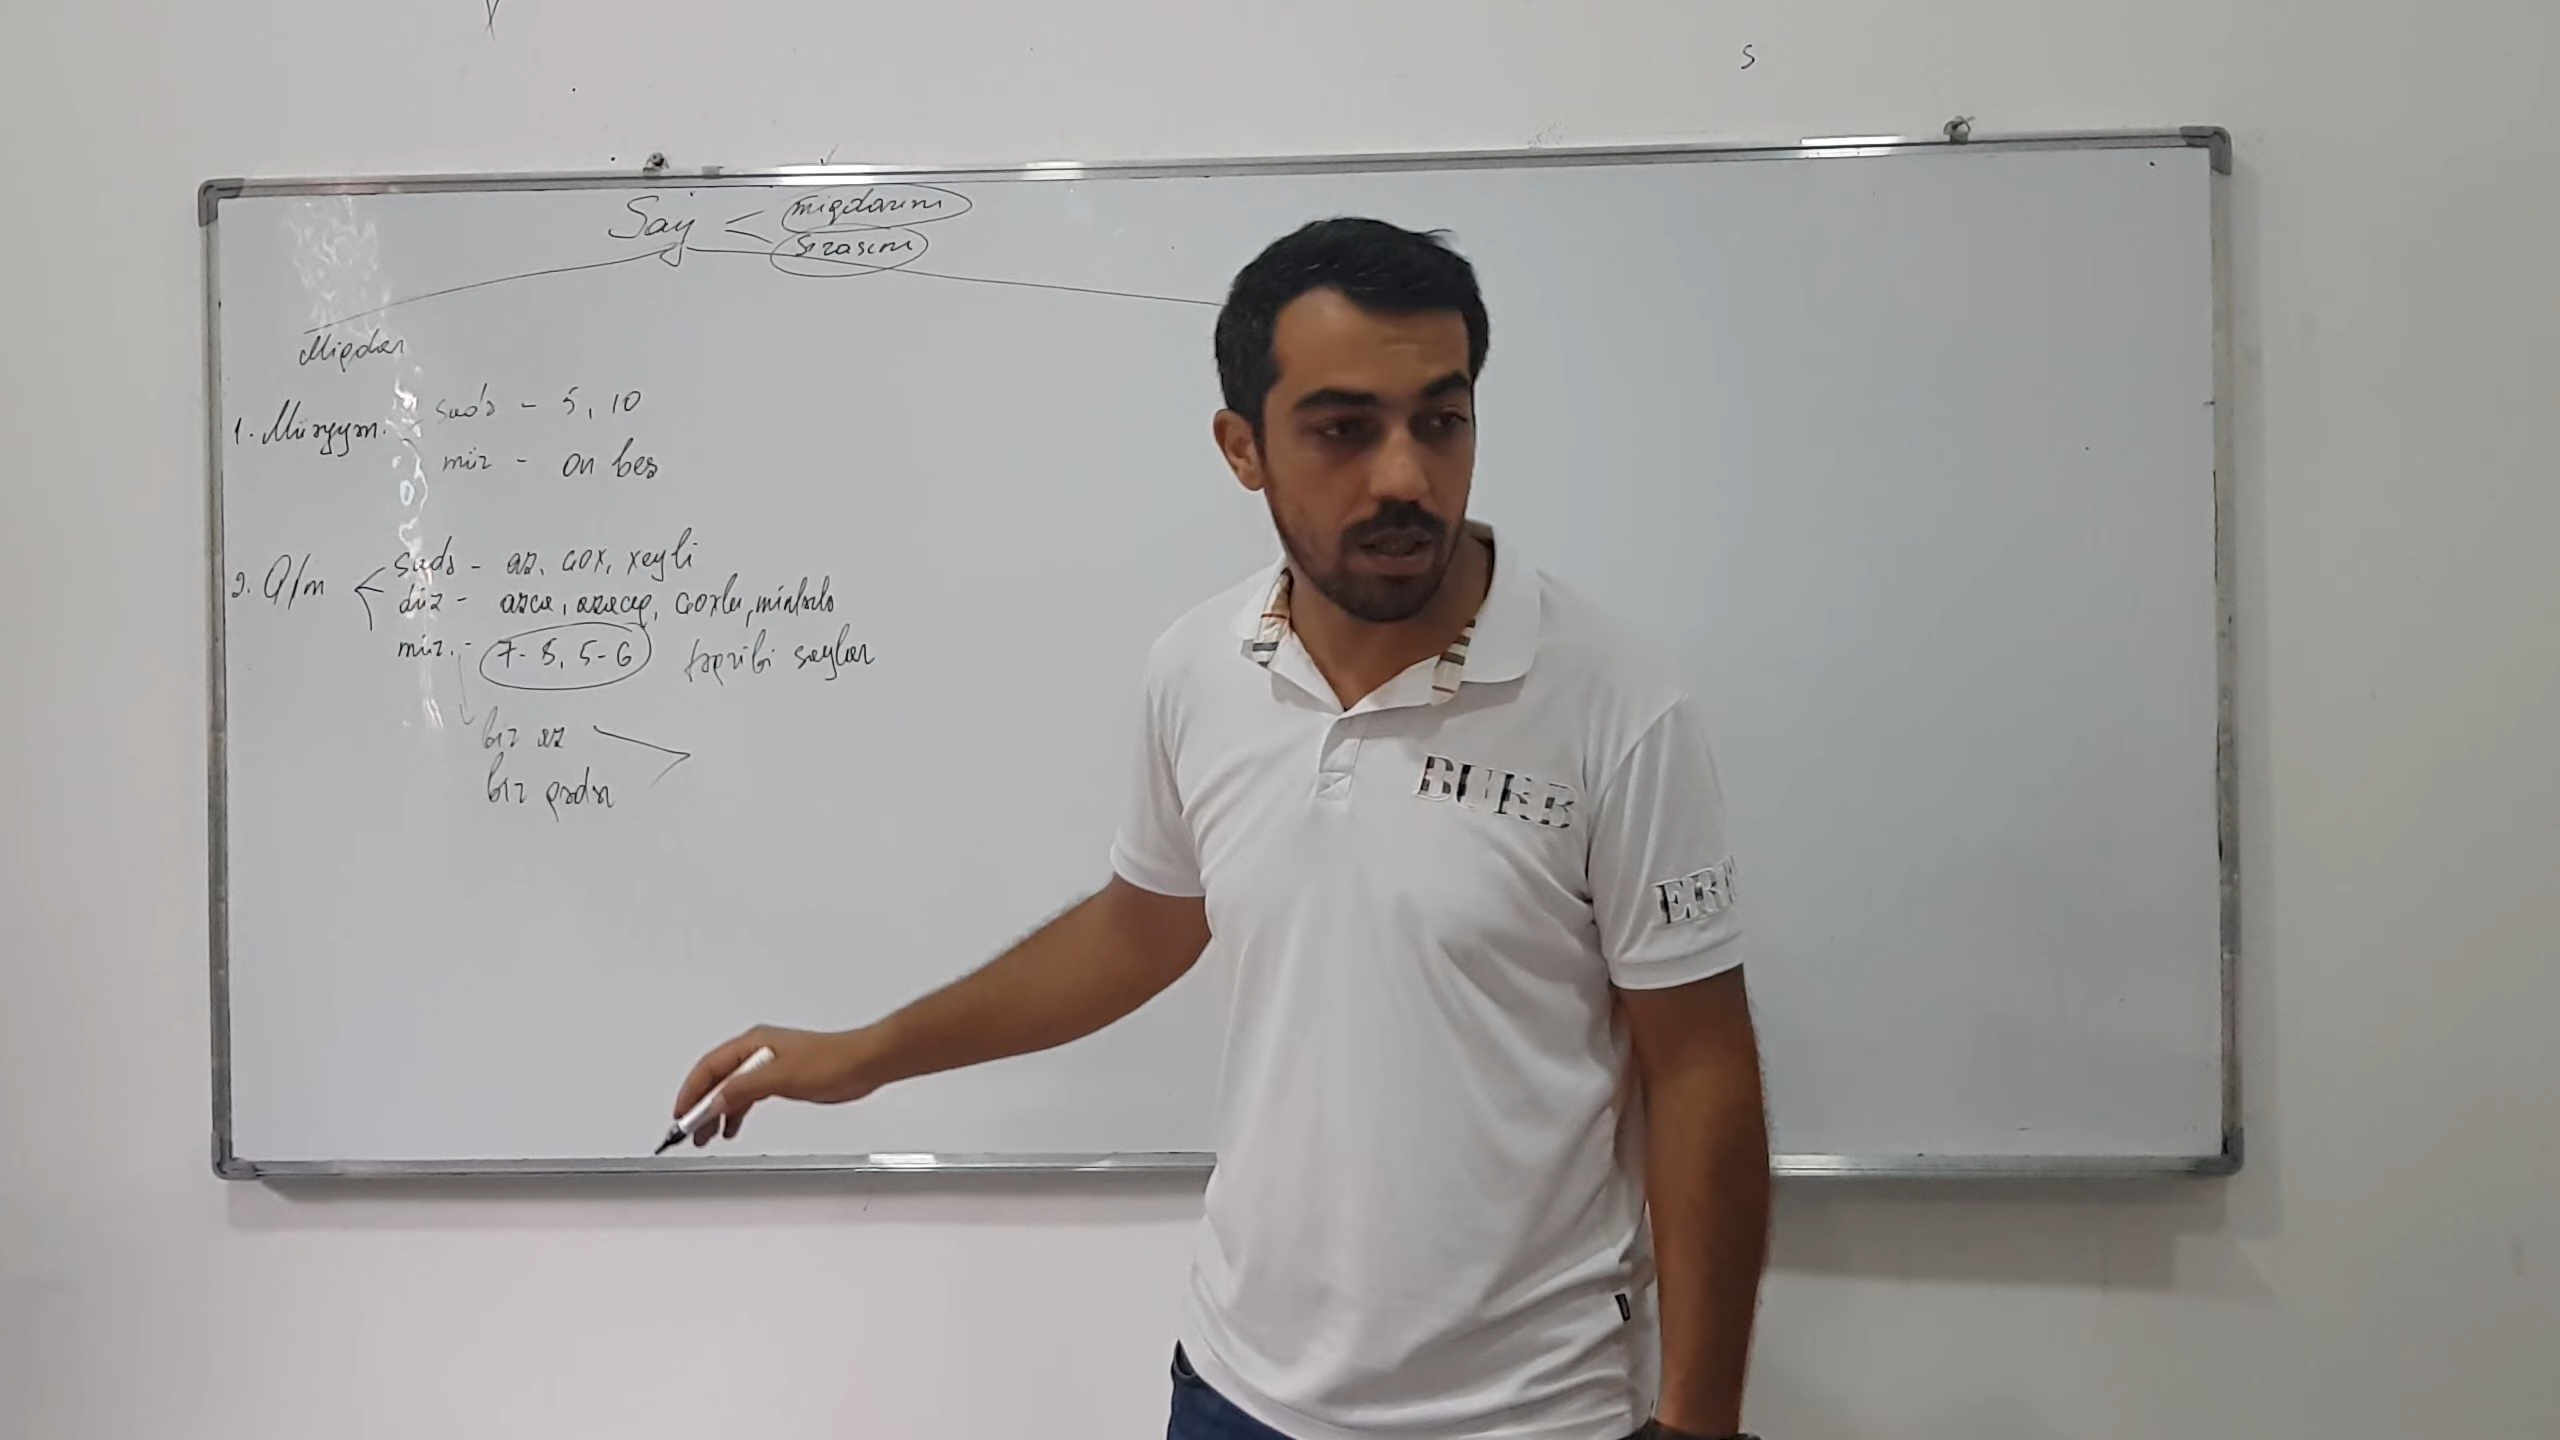 Say < miqdarını
sırasını
Miqdar
1. Müəyyən. sadə - 5, 10
mür - on beş
2. Q/m < sadə - az, çox, xeyli
düz - azca, azacıq, çoxlu, minlərlə
mür. - 7-8, 5-6 təqribi saylar
bir az
bir qədər
BURB
ERR
S